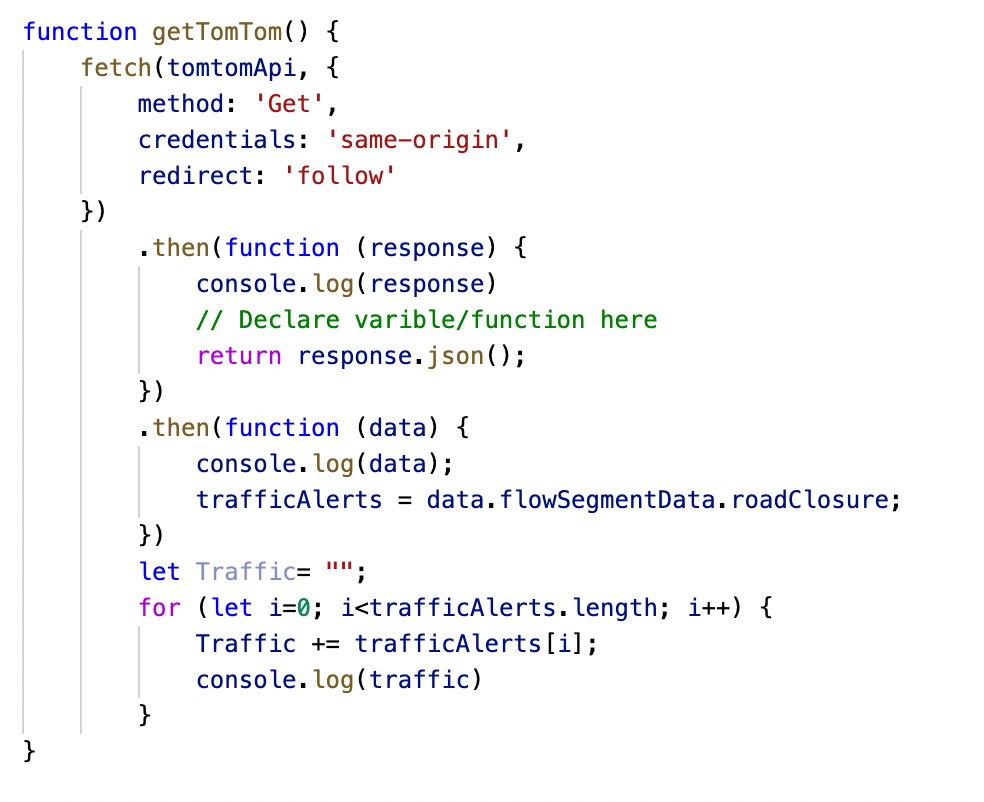 function getTomTom() {
    fetch(tomtomApi, {
        method: 'Get',
        credentials: 'same-origin',
        redirect: 'follow'
    })
        .then(function (response) {
            console.log(response)
            // Declare varible/function here
            return response.json();
        })
        .then(function (data) {
            console.log(data);
            trafficAlerts = data.flowSegmentData.roadClosure;
        })
        let Traffic= "";
        for (let i=0; i<trafficAlerts.length; i++) {
            Traffic += trafficAlerts[i];
            console.log(traffic)
        }
}